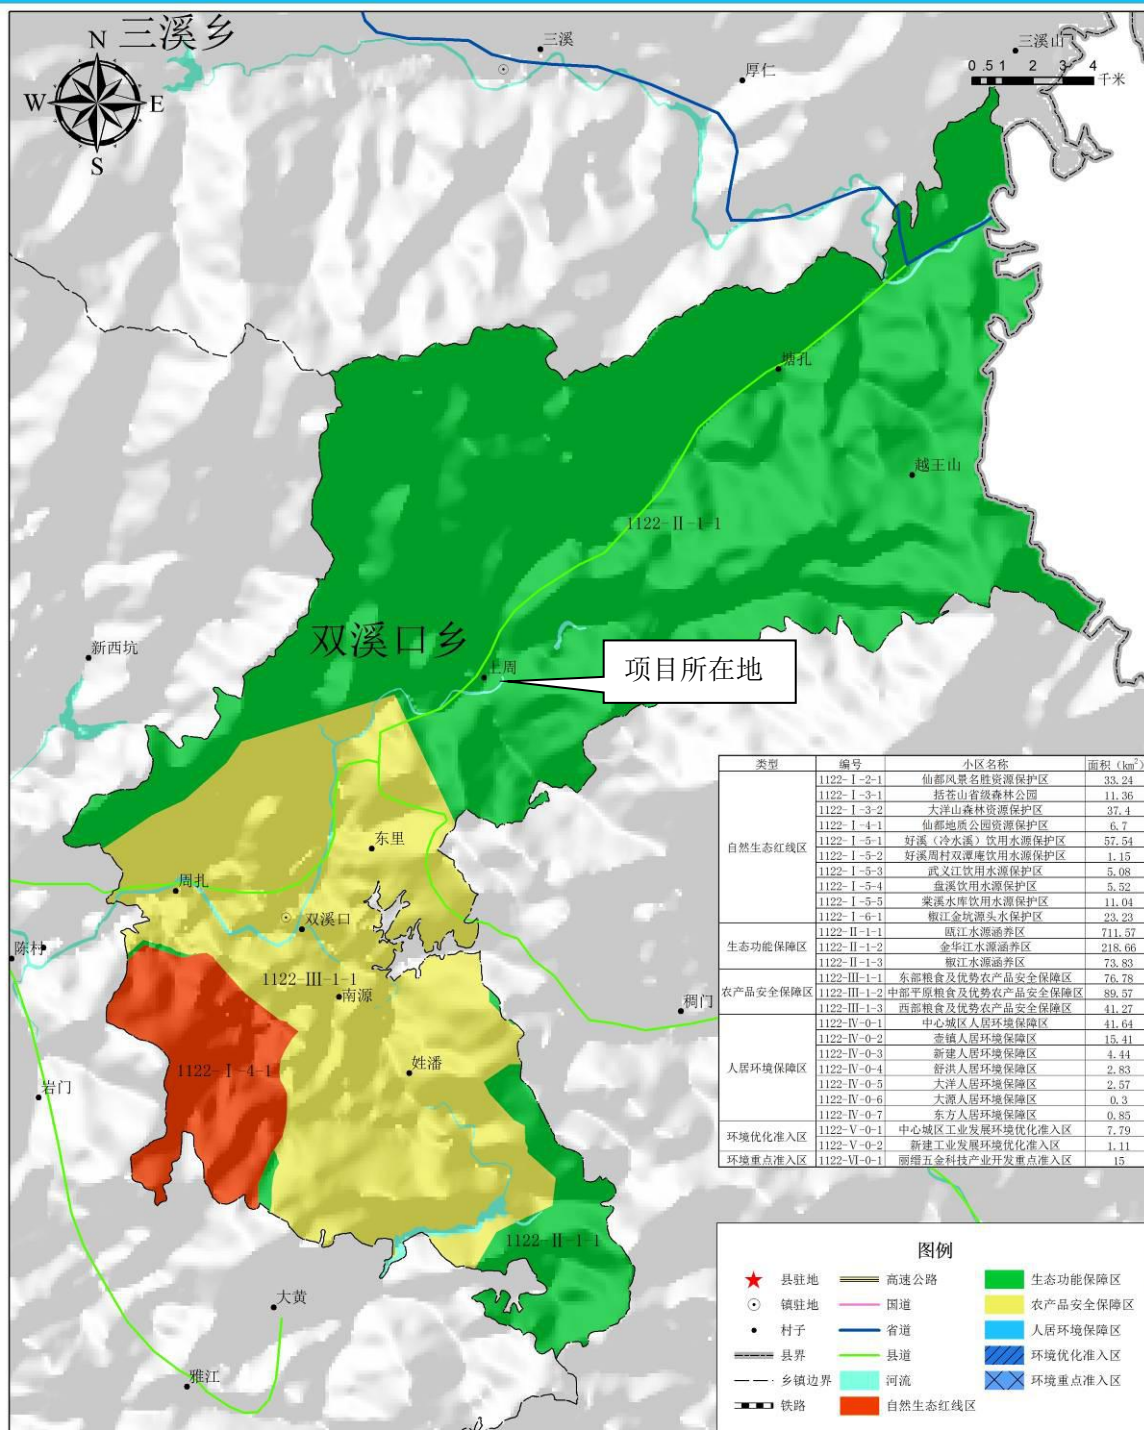 三溪乡
N
W
E
S
三溪
厚仁
三溪山
0 .5 1 2 3 4
千米
塘孔
越王山
1122-Ⅱ-1-1
双溪口乡
新西坑
上周
项目所在地
东里
周扎
双溪口
陈村
1122-Ⅲ-1-1
南源
稠门
姓潘
1122-Ⅰ-4-1
岩门
1122-Ⅱ-1-1
大黄
雅江
类型 编号 小区名称 面积（km²）
自然生态红线区
1122-Ⅰ-2-1 仙都风景名胜资源保护区 33.24
1122-Ⅰ-3-1 括苍山省级森林公园 11.36
1122-Ⅰ-3-2 大洋山森林资源保护区 37.4
1122-Ⅰ-4-1 仙都地质公园资源保护区 6.7
1122-Ⅰ-5-1 好溪（冷水溪）饮用水源保护区 57.54
1122-Ⅰ-5-2 好溪周村双潭庵饮用水源保护区 1.15
1122-Ⅰ-5-3 武义江饮用水源保护区 5.08
1122-Ⅰ-5-4 盘溪饮用水源保护区 5.52
1122-Ⅰ-5-5 棠溪水库饮用水源保护区 11.04
1122-Ⅰ-6-1 椒江金坑源头水保护区 23.23
生态功能保障区
1122-Ⅱ-1-1 瓯江水源涵养区 711.57
1122-Ⅱ-1-2 金华江水源涵养区 218.66
1122-Ⅱ-1-3 椒江水源涵养区 73.83
农产品安全保障区
1122-Ⅲ-1-1 东部粮食及优势农产品安全保障区 76.78
1122-Ⅲ-1-2 中部平原粮食及优势农产品安全保障区 89.57
1122-Ⅲ-1-3 西部粮食及优势农产品安全保障区 41.27
人居环境保障区
1122-Ⅳ-0-1 中心城区人居环境保障区 41.64
1122-Ⅳ-0-2 壶镇人居环境保障区 15.41
1122-Ⅳ-0-3 新建人居环境保障区 4.44
1122-Ⅳ-0-4 舒洪人居环境保障区 2.83
1122-Ⅳ-0-5 大洋人居环境保障区 2.57
1122-Ⅳ-0-6 大源人居环境保障区 0.3
1122-Ⅳ-0-7 东方人居环境保障区 0.85
环境优化准入区
1122-Ⅴ-0-1 中心城区工业发展环境优化准入区 7.79
1122-Ⅴ-0-2 新建工业发展环境优化准入区 1.11
环境重点准入区 1122-Ⅵ-0-1 丽缙五金科技产业开发重点准入区 15
图例
县驻地 高速公路 生态功能保障区
镇驻地 国道 农产品安全保障区
村子 省道 人居环境保障区
县界 县道 环境优化准入区
乡镇边界 河流 环境重点准入区
铁路 自然生态红线区